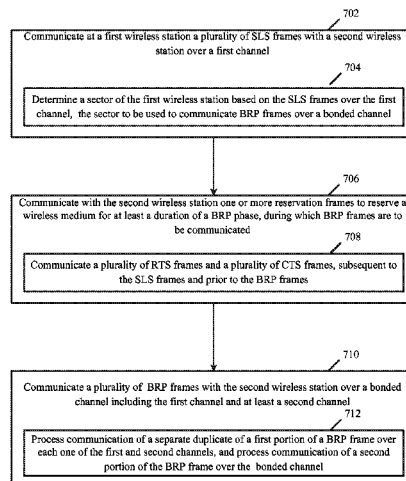 702
Communicate at a first wireless station a plurality of SLS frames with a second wireless
station over a first channel
704
Determine a sector of the first wireless station based on the SLS frames over the first
channel, the sector to be used to communicate BRP frames over a bonded channel
706
Communicate with the second wireless station one or more reservation frames to reserve a
wireless medium for at least a duration of a BRP phase, during which BRP frames are to
be communicated
708
Communicate a plurality of RTS frames and a plurality of CTS frames, subsequent to
the SLS frames and prior to the BRP frames
710
Communicate a plurality of BRP frames with the second wireless station over a bonded
channel including the first channel and at least a second channel
712
Process communication of a separate duplicate of a first portion of a BRP frame over
each one of the first and second channels, and process communication of a second
portion of the BRP frame over the bonded channel